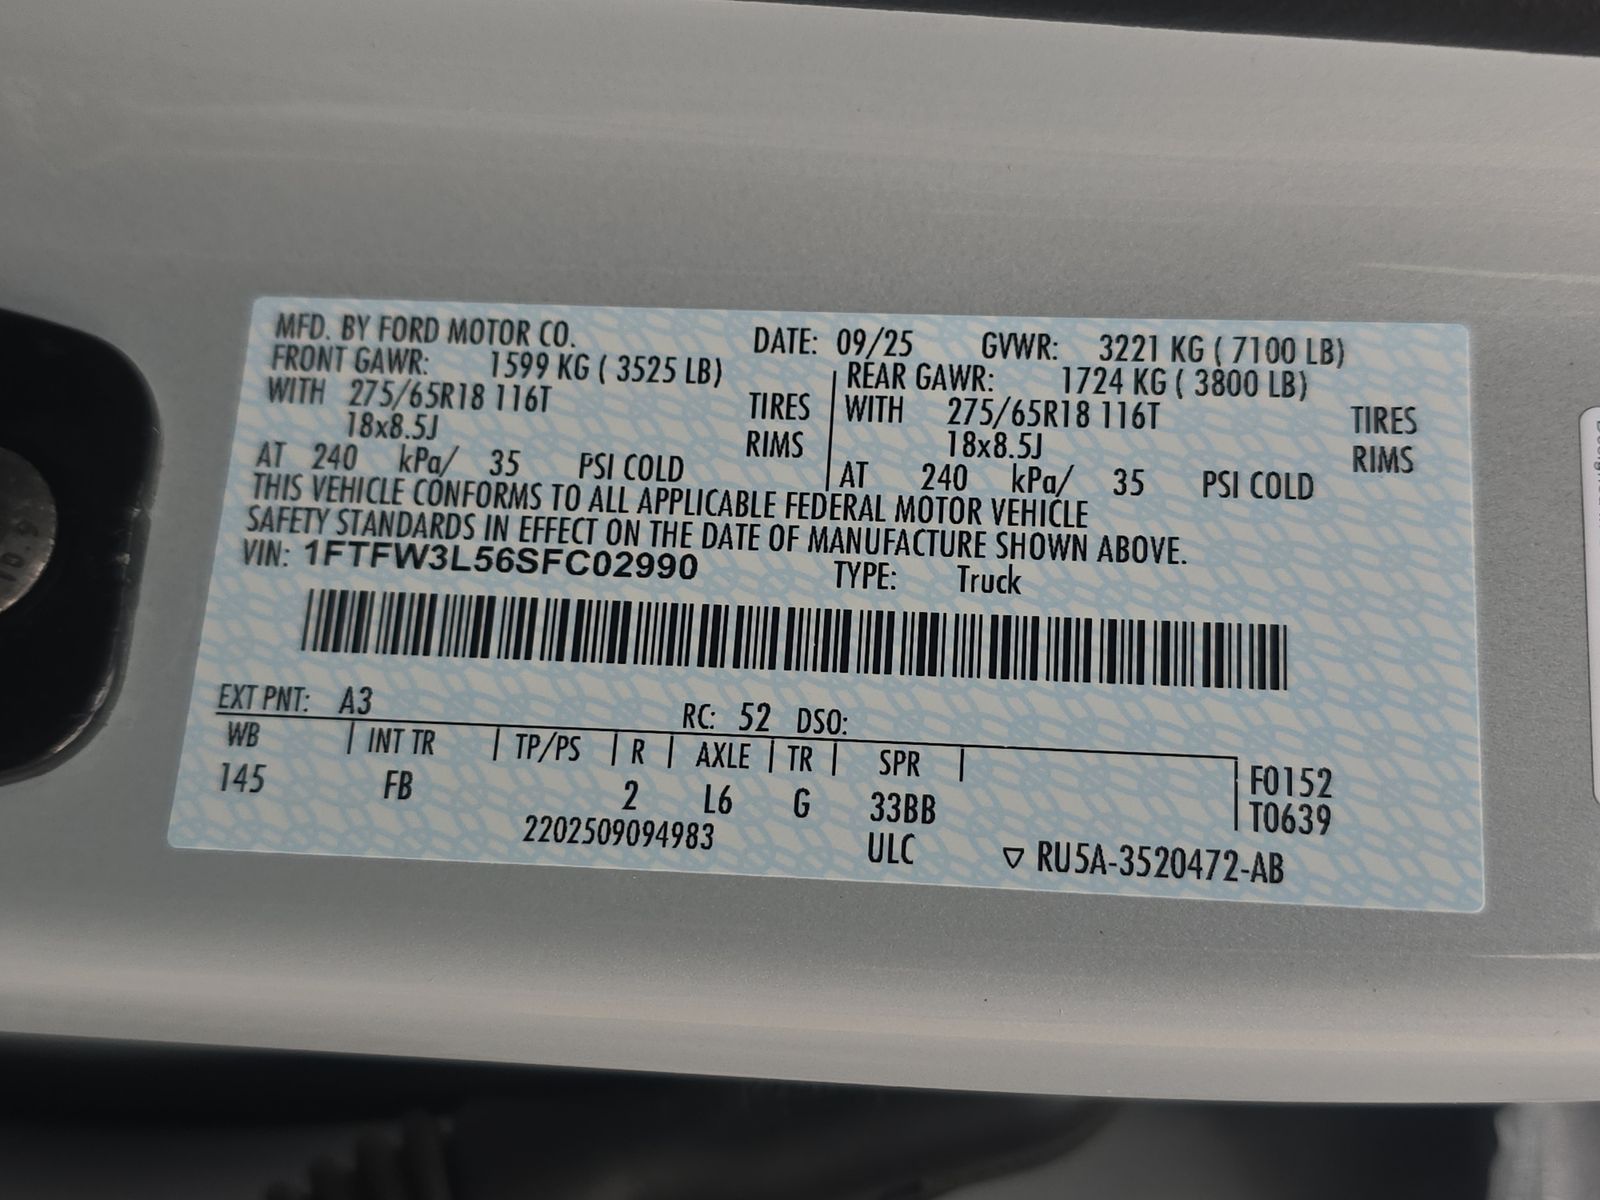 MFD. BY FORD MOTOR CO. DATE: 09/25 GVWR: 3221 KG ( 7100 LB)
FRONT GAWR: 1599 KG ( 3525 LB) REAR GAWR: 1724 KG ( 3800 LB)
WITH 275/65R18 116T TIRES WITH 275/65R18 116T TIRES
18x8.5J RIMS 18x8.5J RIMS
AT 240 kPa/ 35 PSI COLD AT 240 kPa/ 35 PSI COLD
THIS VEHICLE CONFORMS TO ALL APPLICABLE FEDERAL MOTOR VEHICLE
SAFETY STANDARDS IN EFFECT ON THE DATE OF MANUFACTURE SHOWN ABOVE.
VIN: 1FTFW3L56SFC02990 TYPE: Truck
EXT PNT: A3 RC: 52 DSO:
WB INT TR TP/PS R AXLE TR SPR F0152
145 FB 2 L6 G 33BB T0639
2202509094983 ULC ▽ RU5A-3520472-AB